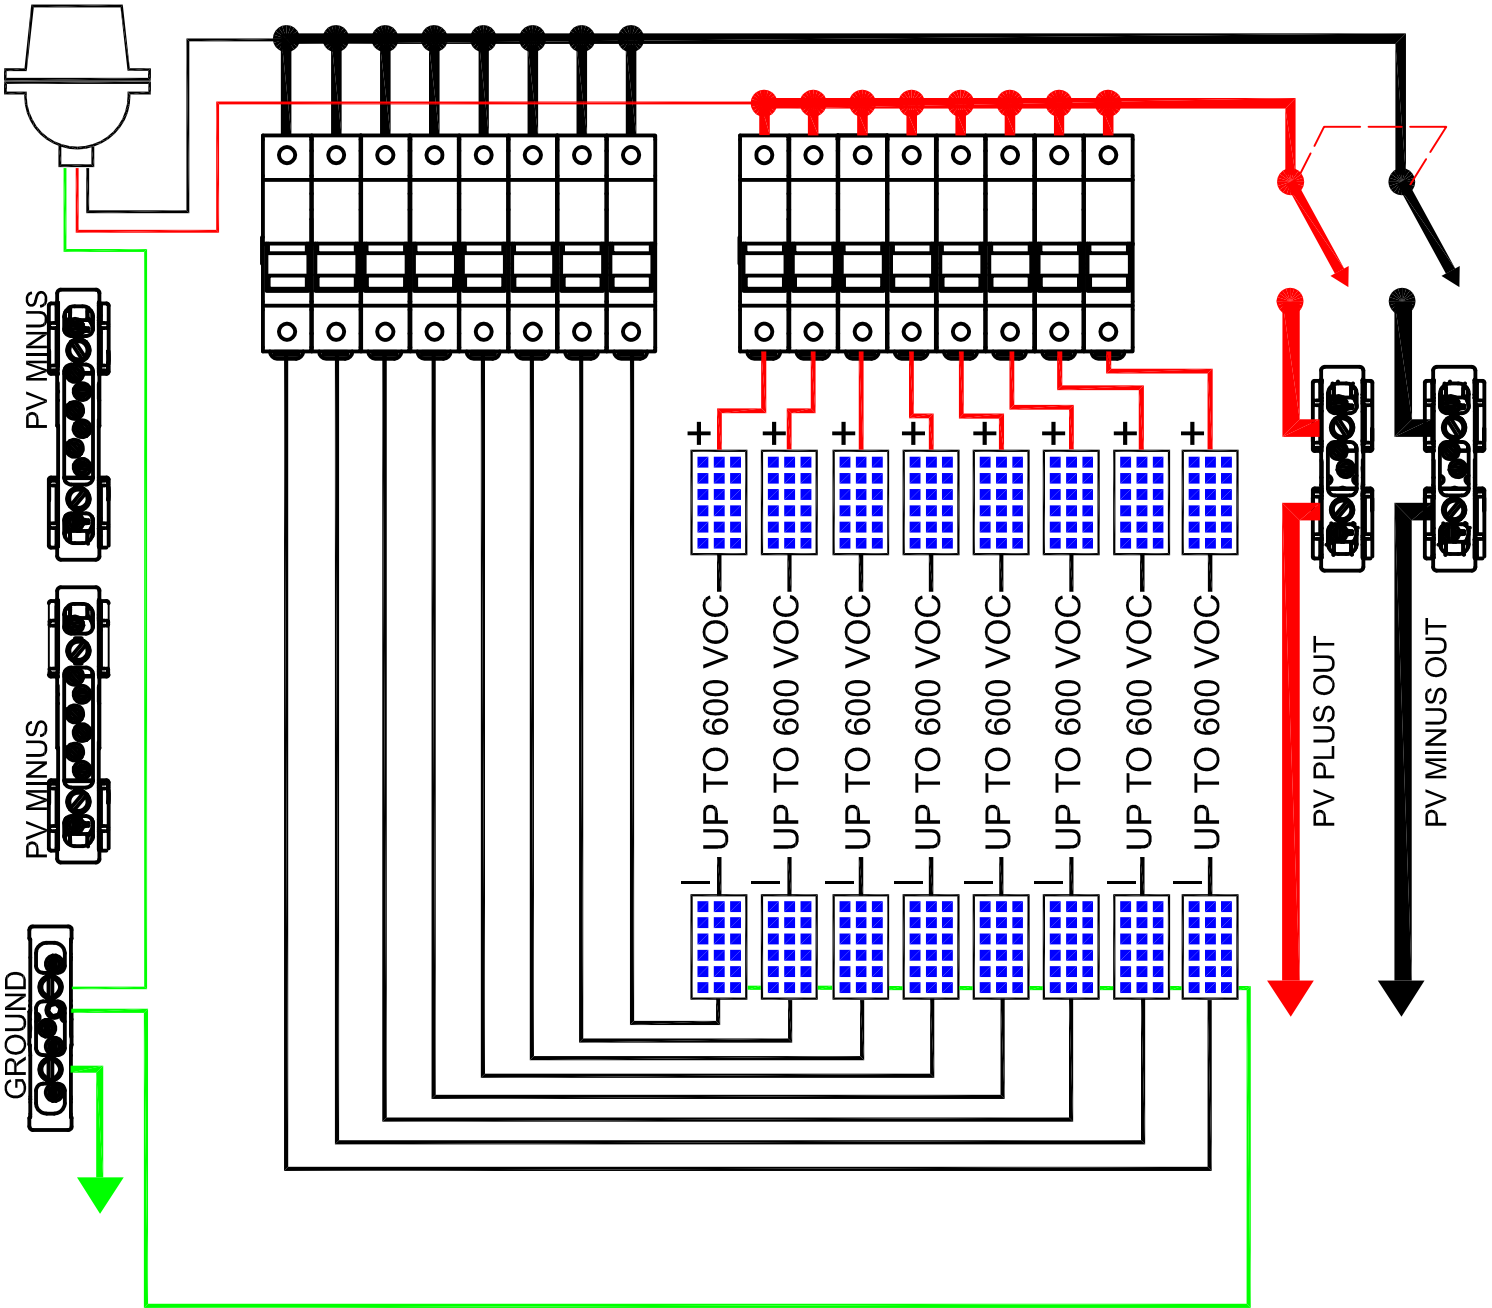 PV MINUS
PV MINUS
GROUND
+ + + + + + + +
UP TO 600 VOC
UP TO 600 VOC
UP TO 600 VOC
UP TO 600 VOC
UP TO 600 VOC
UP TO 600 VOC
UP TO 600 VOC
UP TO 600 VOC
PV PLUS OUT
PV MINUS OUT